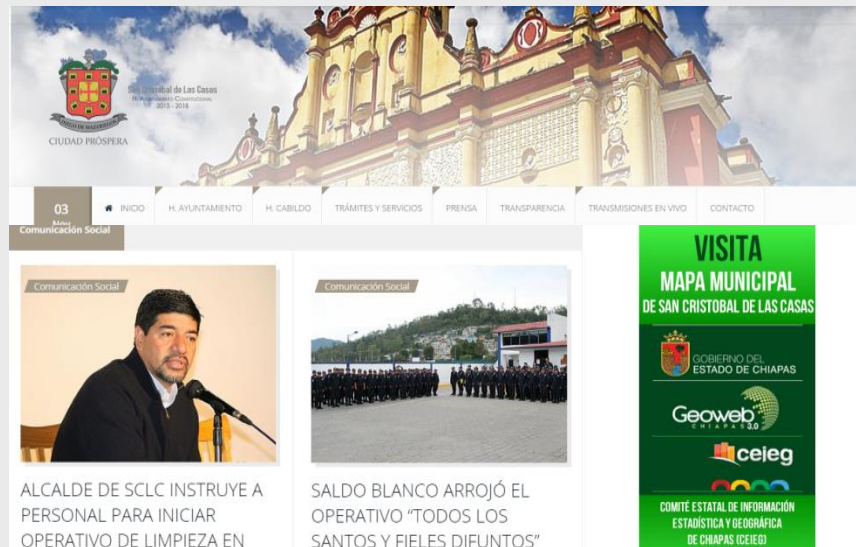 San Cristóbal de Las Casas
H. Ayuntamiento Constitucional
2015 - 2018
DIEGO DE MAZARIEGOS
CIUDAD PRÓSPERA
03
Nov
INICIO
H. AYUNTAMIENTO
H. CABILDO
TRÁMITES Y SERVICIOS
PRENSA
TRANSPARENCIA
TRANSMISIONES EN VIVO
CONTACTO
Comunicación Social
Comunicación Social
ALCALDE DE SCLC INSTRUYE A
PERSONAL PARA INICIAR
OPERATIVO DE LIMPIEZA EN
Comunicación Social
SALDO BLANCO ARROJÓ EL
OPERATIVO “TODOS LOS
SANTOS Y FIELES DIFUNTOS”
VISITA
MAPA MUNICIPAL
DE SAN CRISTOBAL DE LAS CASAS
GOBIERNO DEL
ESTADO DE CHIAPAS
Geoweb
CHIAPAS 3.0
ceieg
COMITÉ ESTATAL DE INFORMACIÓN
ESTADÍSTICA Y GEOGRÁFICA
DE CHIAPAS (CEIEG)